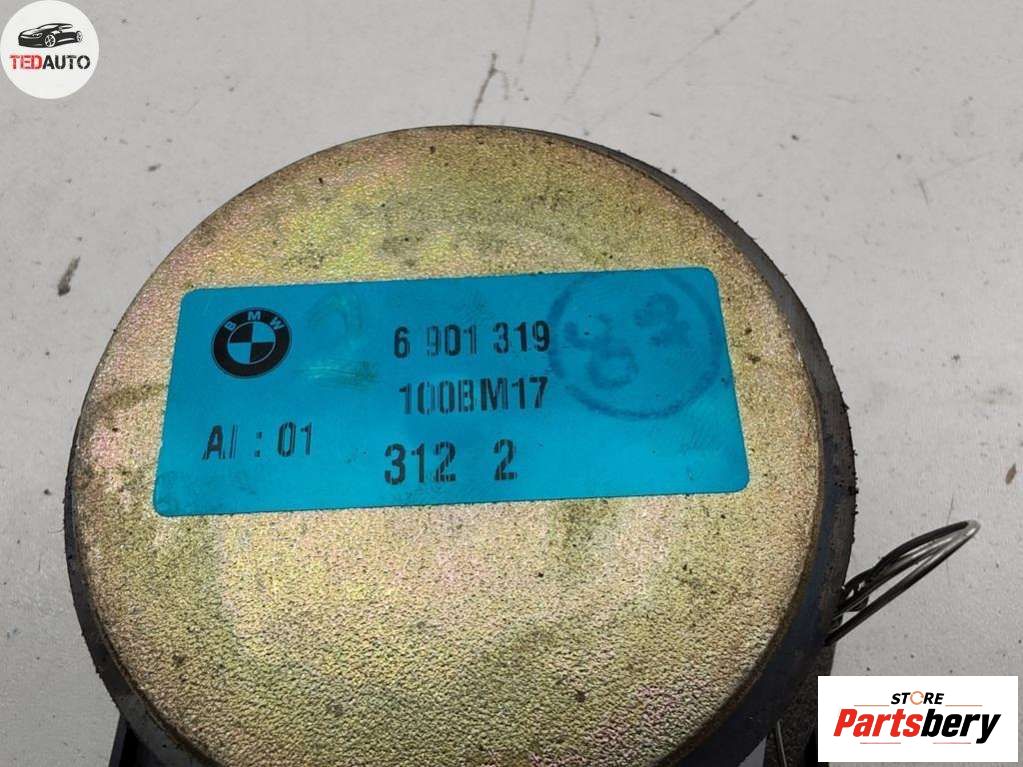 TEDAUTO
BMW
6 901 319
100BM17
AI : 01
312 2
STORE
Partsbery